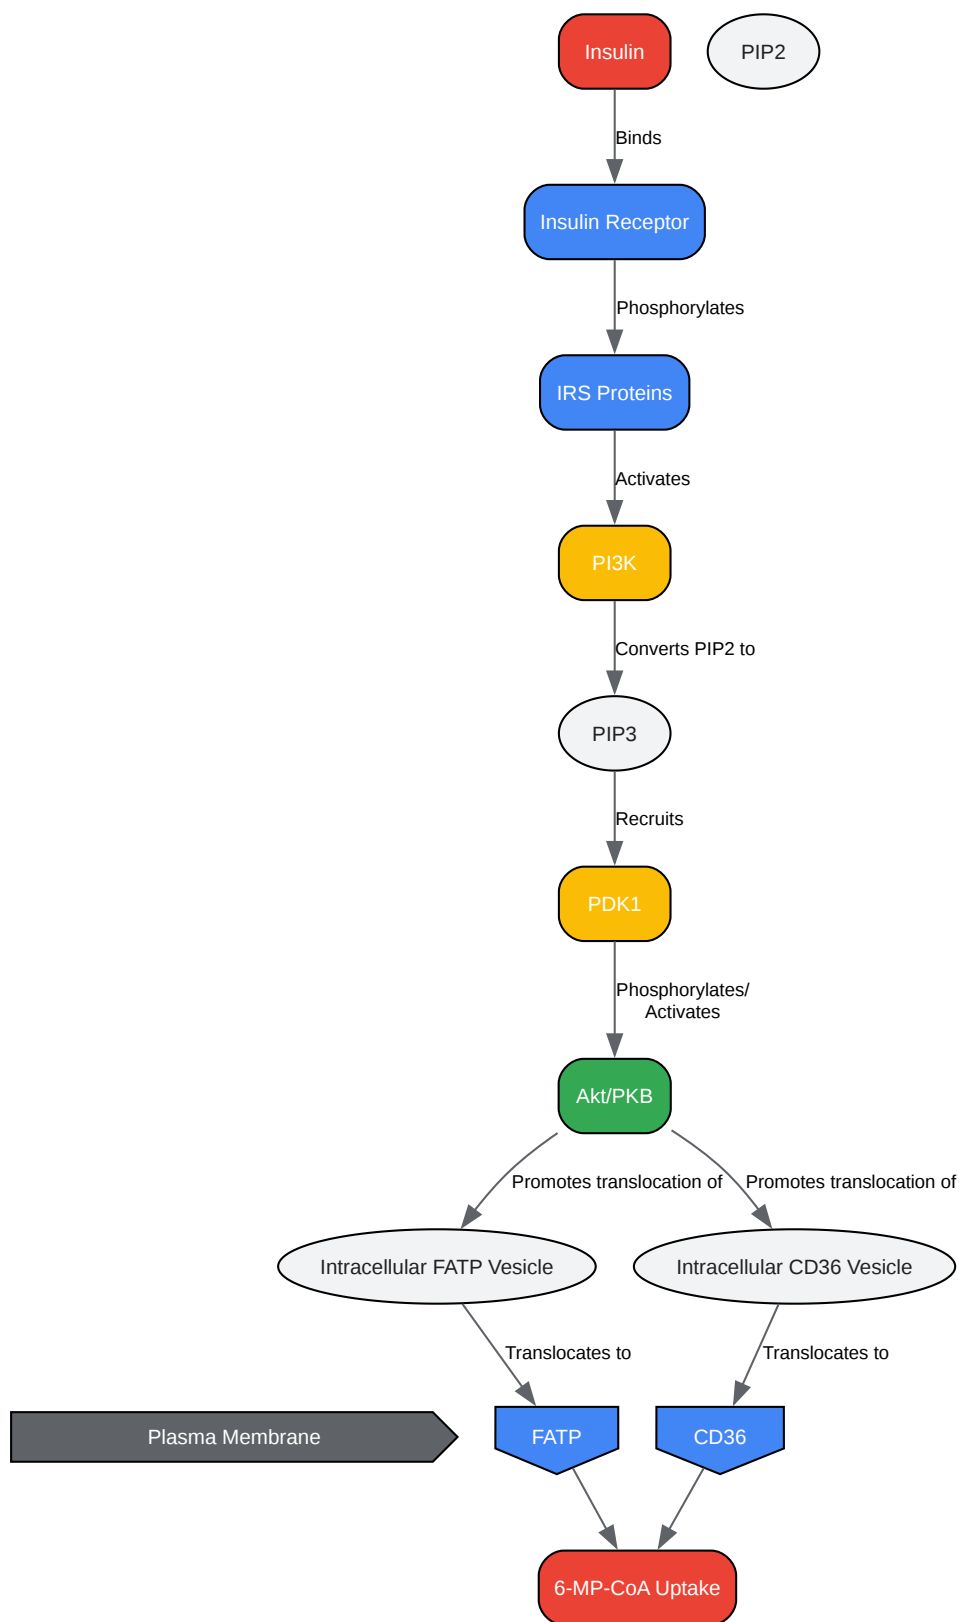 Insulin
PIP2
Binds
Insulin Receptor
Phosphorylates
IRS Proteins
Activates
PI3K
Converts PIP2 to
PIP3
Recruits
PDK1
Phosphorylates/
Activates
Akt/PKB
Promotes translocation of
Promotes translocation of
Intracellular FATP Vesicle
Intracellular CD36 Vesicle
Translocates to
Translocates to
Plasma Membrane
FATP
CD36
6-MP-CoA Uptake